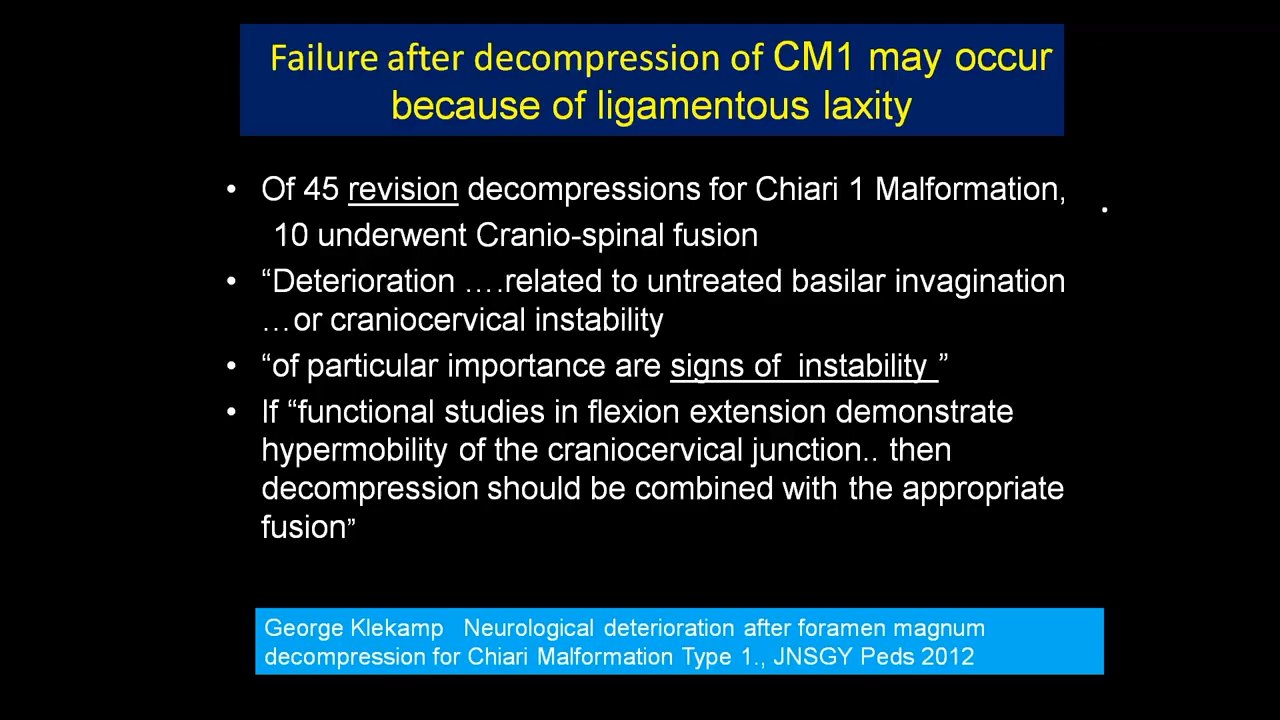 Failure after decompression of CM1 may occur
because of ligamentous laxity
• Of 45 revision decompressions for Chiari 1 Malformation,
10 underwent Cranio-spinal fusion
• “Deterioration ….related to untreated basilar invagination
…or craniocervical instability
• “of particular importance are signs of  instability ”
• If “functional studies in flexion extension demonstrate
hypermobility of the craniocervical junction.. then
decompression should be combined with the appropriate
fusion”
George Klekamp   Neurological deterioration after foramen magnum
decompression for Chiari Malformation Type 1., JNSGY Peds 2012